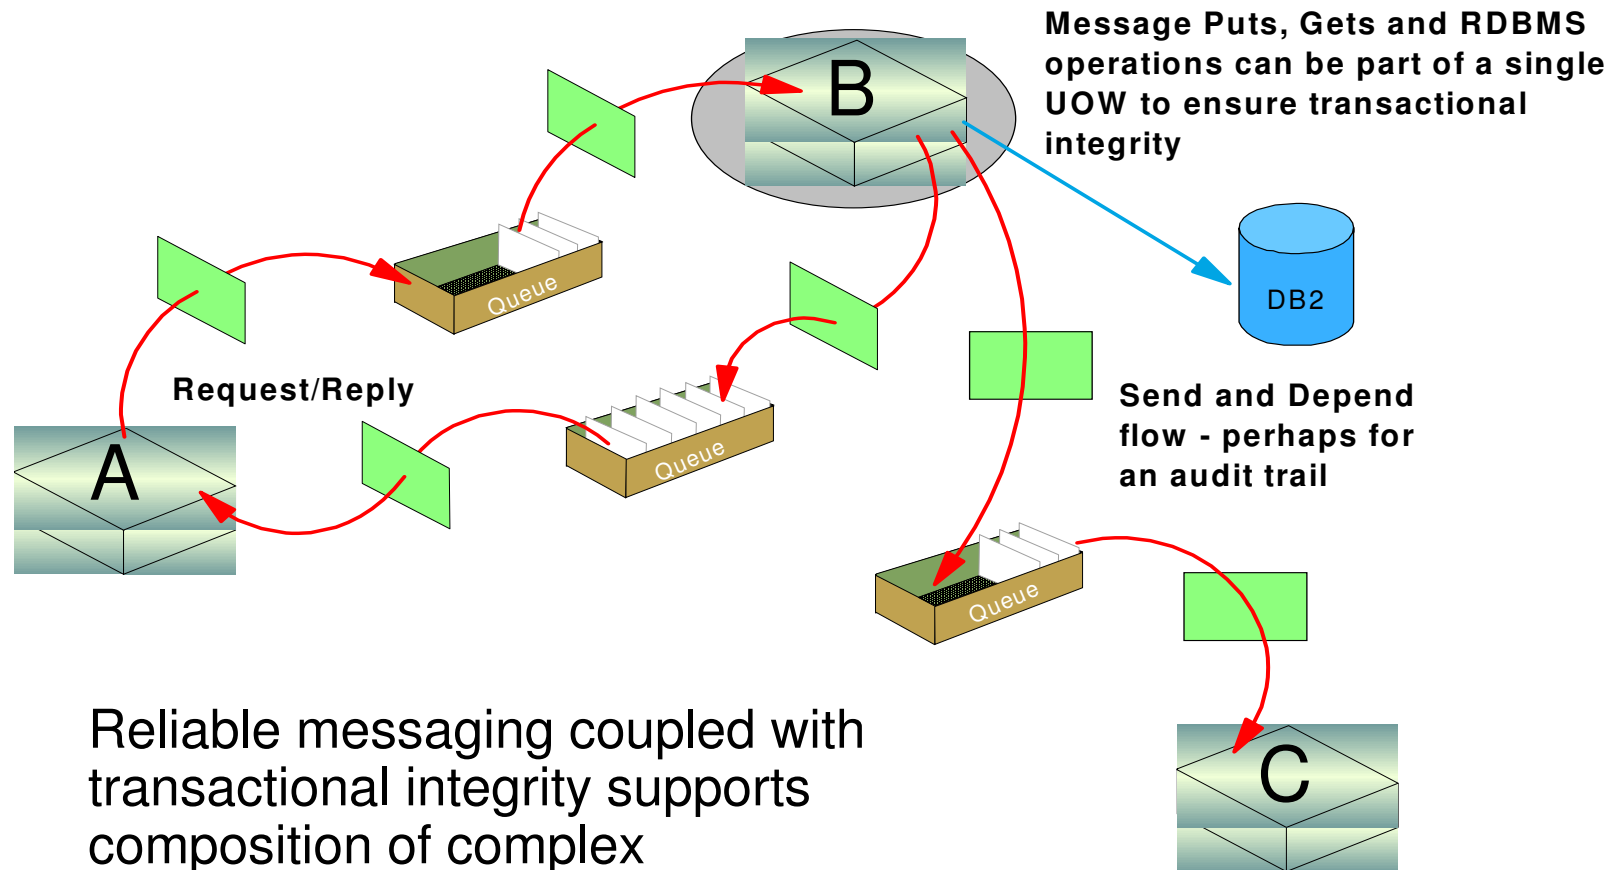 Message Puts, Gets and RDBMS
operations can be part of a single
UOW to ensure transactional
integrity
B
Queue
DB2
Request/Reply
Queue
Send and Depend
flow - perhaps for
an audit trail
A
Queue
C
Reliable messaging coupled with
transactional integrity supports
composition of complex